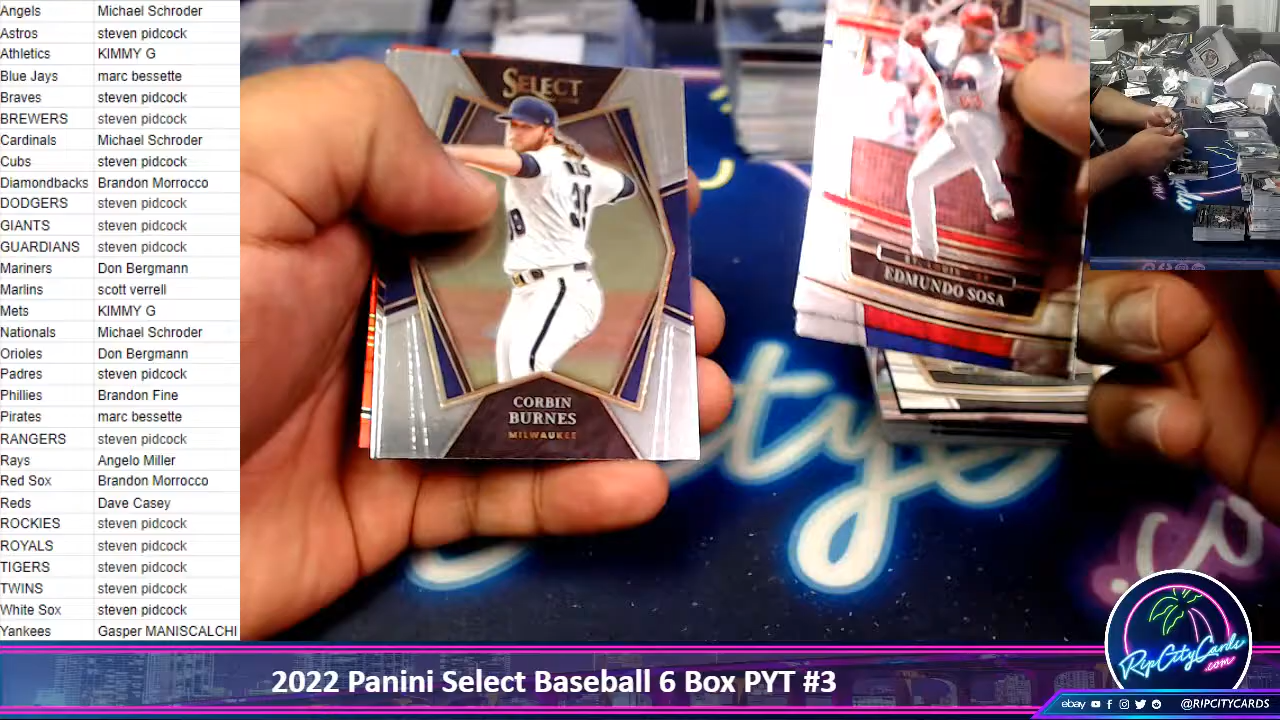 Angels Michael Schroder
Astros steven pidcock
Athletics KIMMY G
Blue Jays marc bessette
Braves steven pidcock
BREWERS steven pidcock
Cardinals Michael Schroder
Cubs steven pidcock
Diamondbacks Brandon Morrocco
DODGERS steven pidcock
GIANTS steven pidcock
GUARDIANS steven pidcock
Mariners Don Bergmann
Marlins scott verrell
Mets KIMMY G
Nationals Michael Schroder
Orioles Don Bergmann
Padres steven pidcock
Phillies Brandon Fine
Pirates marc bessette
RANGERS steven pidcock
Rays Angelo Miller
Red Sox Brandon Morrocco
Reds Dave Casey
ROCKIES steven pidcock
ROYALS steven pidcock
TIGERS steven pidcock
TWINS steven pidcock
White Sox steven pidcock
Yankees Gasper MANISCALCHI
SELECT
CORBIN
BURNES
MILWAUKEE
EDMUNDO SOSA
2022 Panini Select Baseball 6 Box PYT #3
RipCityCards
.com
ebay @RIPCITYCARDS